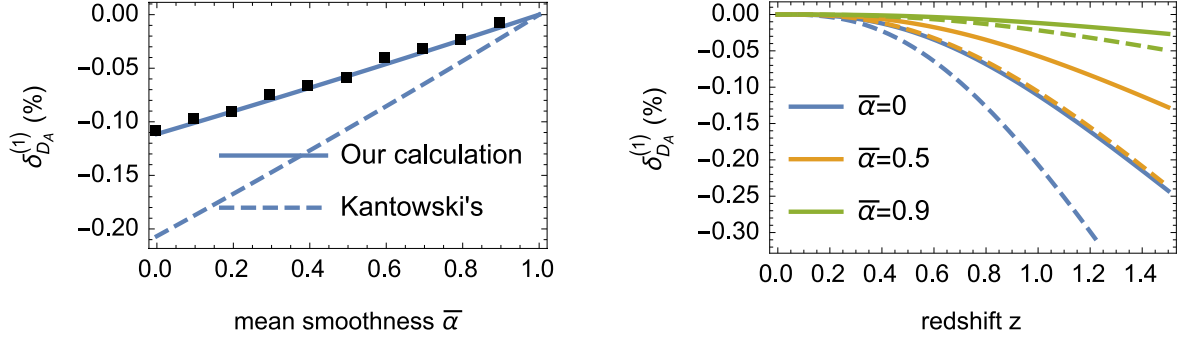 δ_{D_A}^{(1)} (%)
0.00
−0.05
−0.10
−0.15
−0.20
0.0 0.2 0.4 0.6 0.8 1.0
Our calculation
Kantowski's
mean smoothness α̅
δ_{D_A}^{(1)} (%)
0.00
−0.05
−0.10
−0.15
−0.20
−0.25
−0.30
0.0 0.2 0.4 0.6 0.8 1.0 1.2 1.4
α̅=0
α̅=0.5
α̅=0.9
redshift z